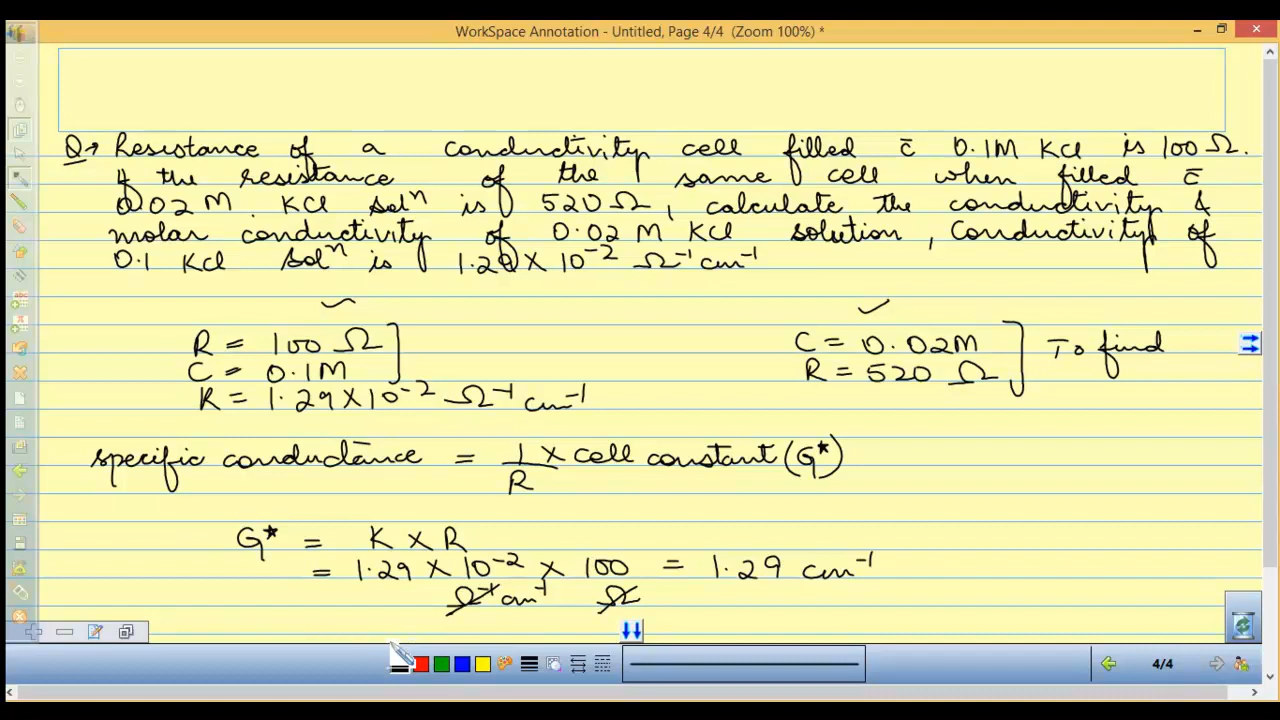 WorkSpace Annotation - Untitled, Page 4/4 (Zoom 100%) *
Q→ Resistance of a conductivity cell filled c̄ 0.1M KCl is 100 Ω.
If the resistance of the same cell when filled c̄
0.02 M KCl solⁿ is 520 Ω, calculate the conductivity &
molar conductivity of 0.02 M KCl solution, Conductivity of
0.1 KCl solⁿ is 1.29 × 10⁻² Ω⁻¹ cm⁻¹
R = 100 Ω
C = 0.1M
K = 1.29 × 10⁻² Ω⁻¹ cm⁻¹
C = 0.02M
R = 520 Ω
To find
specific conductance = 1/R × cell constant (G*)
G* = K × R
= 1.29 × 10⁻² × 100 = 1.29 cm⁻¹
Ω⁻¹ cm⁻¹ Ω
4/4